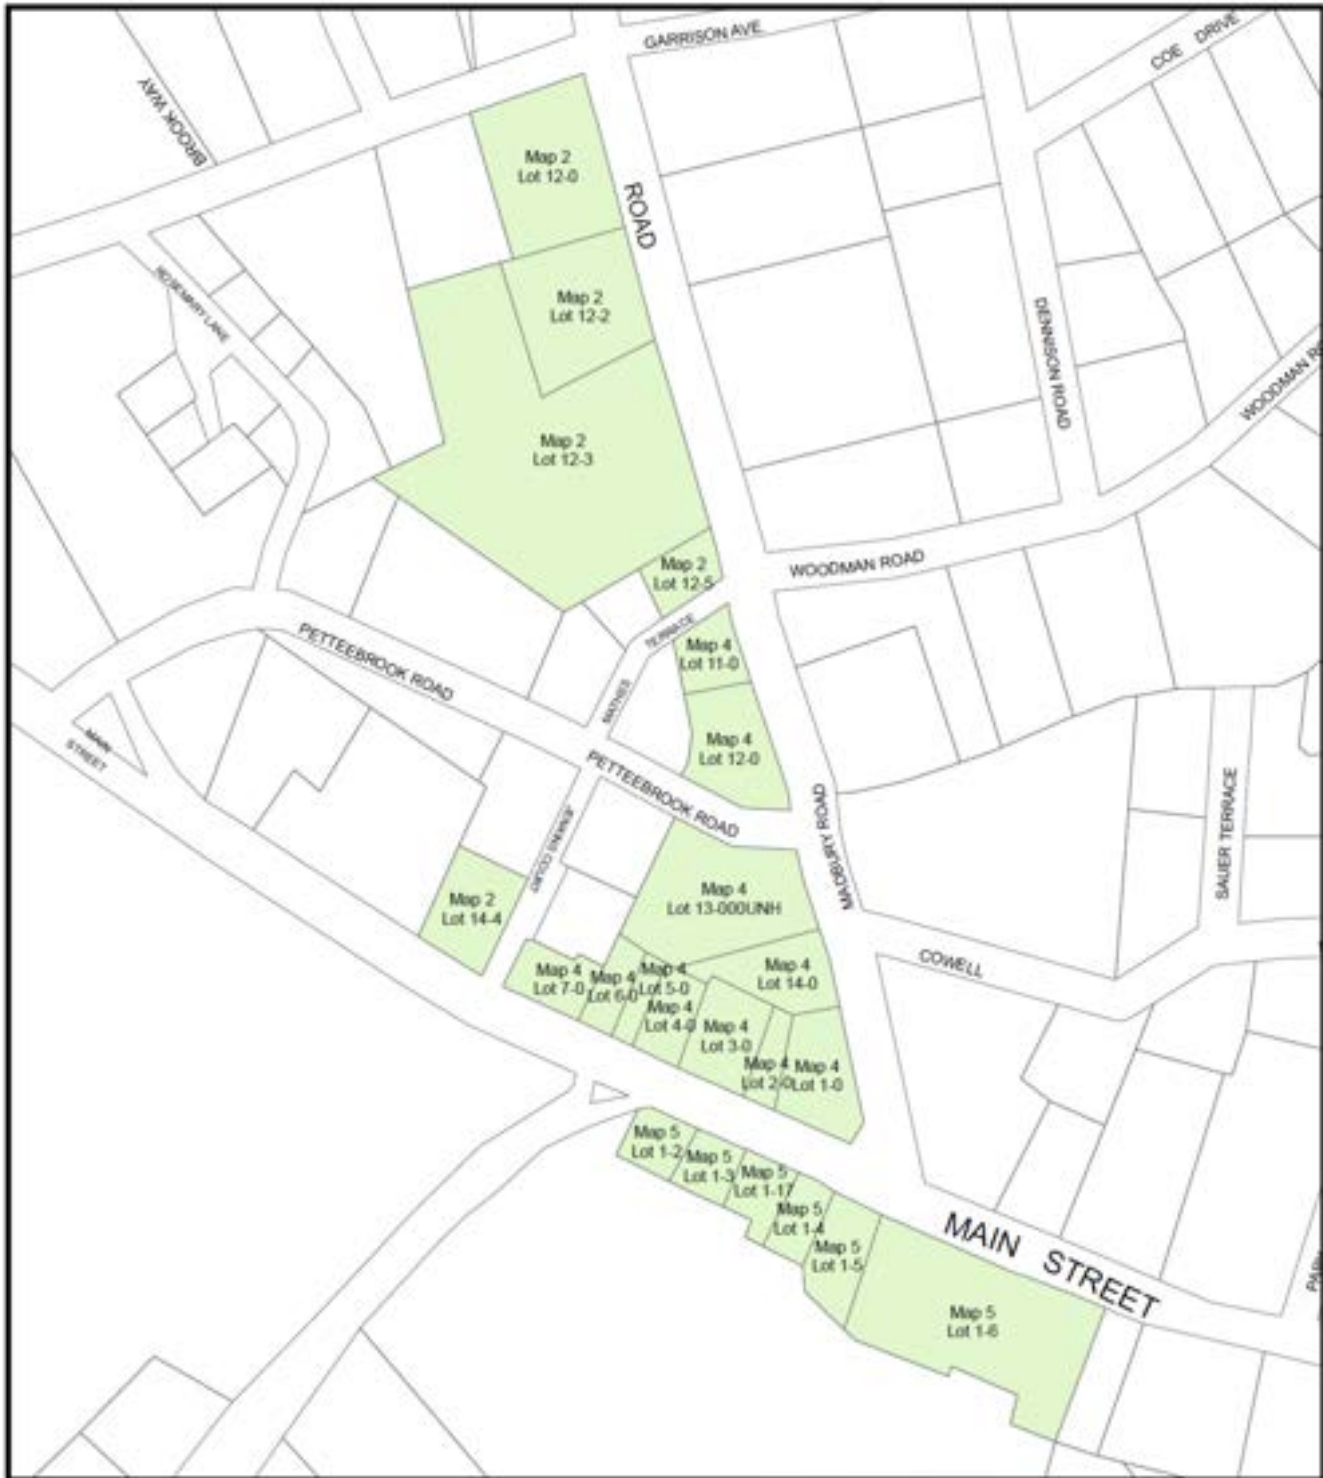 GARRISON AVE
COE DRIVE
BROOK WAY
Map 2
Lot 12-0
ROAD
ROSEMARY LANE
Map 2
Lot 12-2
DENNISON ROAD
WOODMAN
Map 2
Lot 12-3
WOODMAN ROAD
Map 2
Lot 12-5
PETTEEBROOK ROAD
TERRACE
MATHES
Map 4
Lot 11-0
Map 4
Lot 12-0
MAIN
STREET
PETTEEBROOK ROAD
MADBURY ROAD
SAUER TERRACE
JENKINS COURT
Map 2
Lot 14-4
Map 4
Lot 13-000UNH
COWELL
Map 4
Lot 7-0
Map 4
Lot 6-0
Map 4
Lot 5-0
Map 4
Lot 14-0
Map 4
Lot 4-0
Map 4
Lot 3-0
Map 4
Lot 2-0
Map 4
Lot 1-0
Map 5
Lot 1-2
Map 5
Lot 1-3
Map 5
Lot 1-17
Map 5
Lot 1-4
Map 5
Lot 1-5
MAIN STREET
Map 5
Lot 1-6